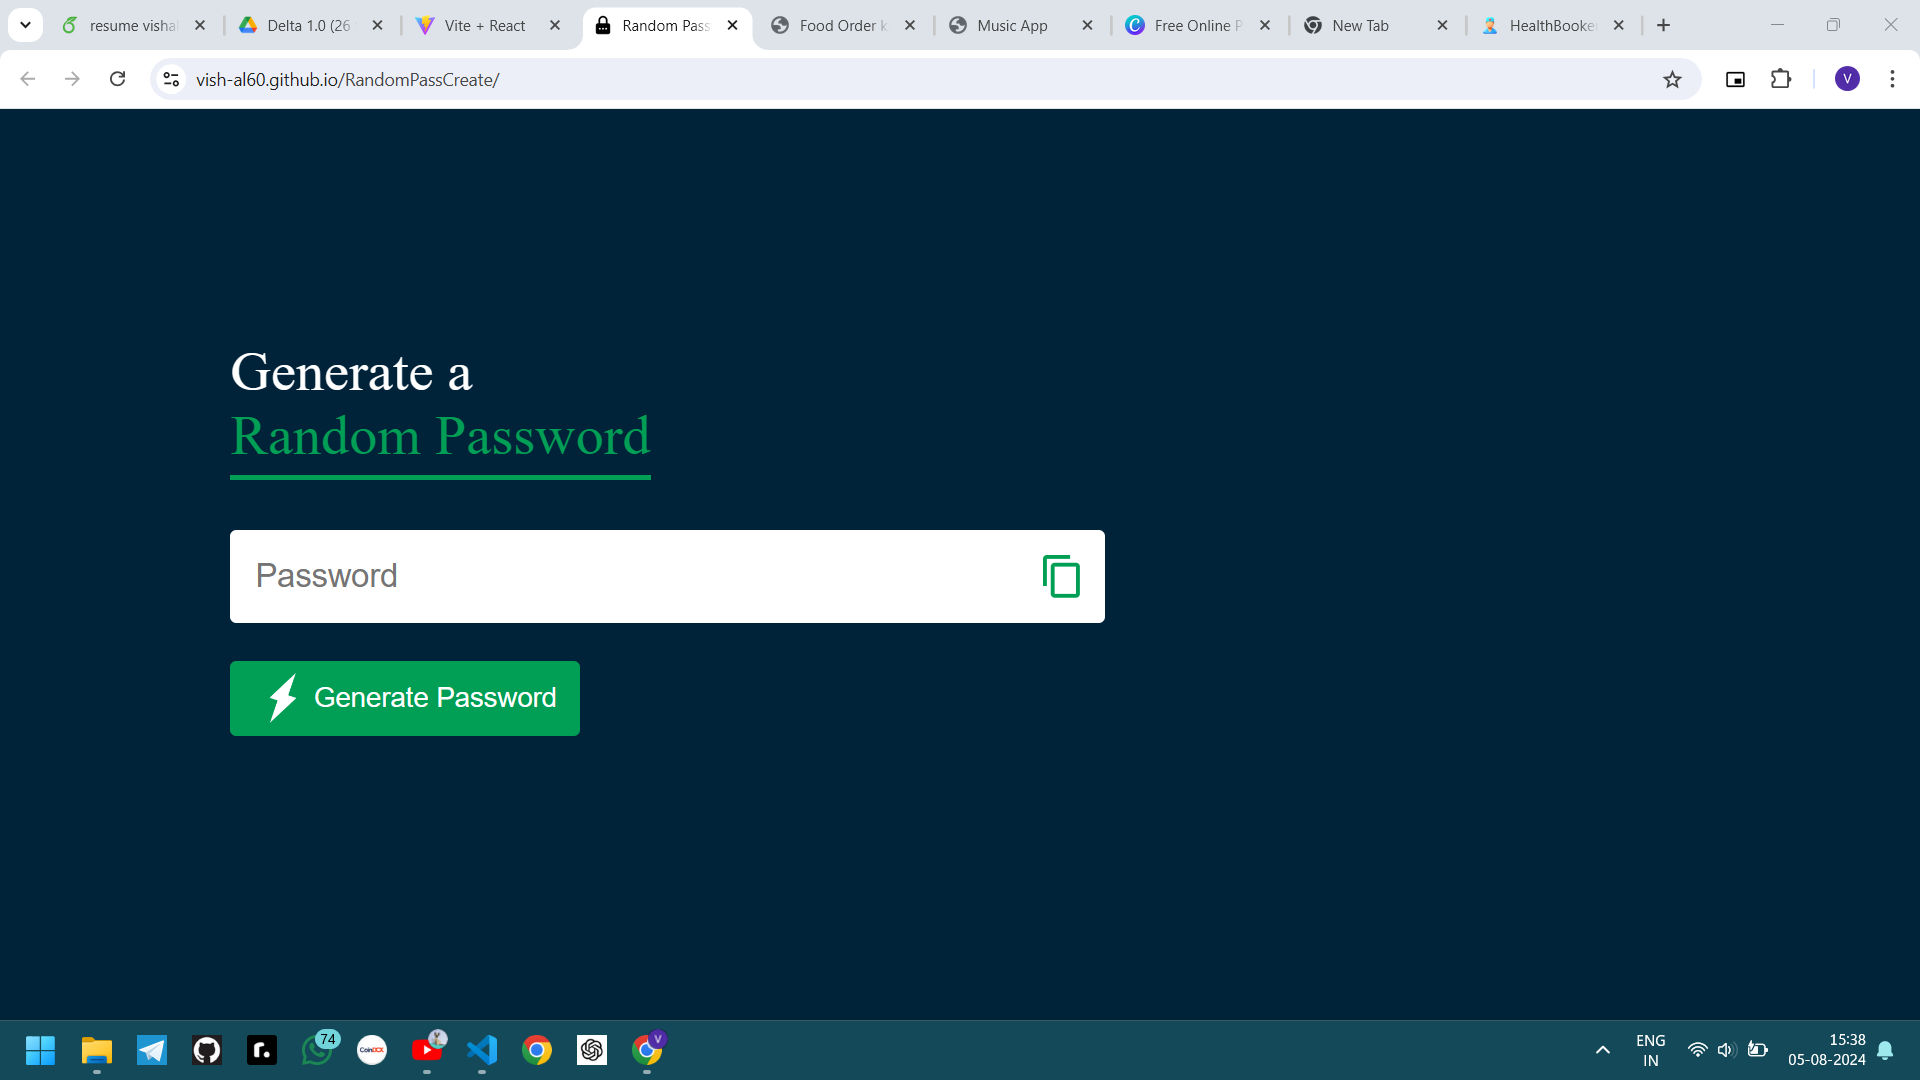 resume visha
Delta 1.0 (26
Vite + React
Random Pass
Food Order k
Music App
Free Online P
New Tab
HealthBooke
vish-al60.github.io/RandomPassCreate/
V
Generate a
Random Password
Password
Generate Password
74
CoinDCX
V
ENG
IN
15:38
05-08-2024